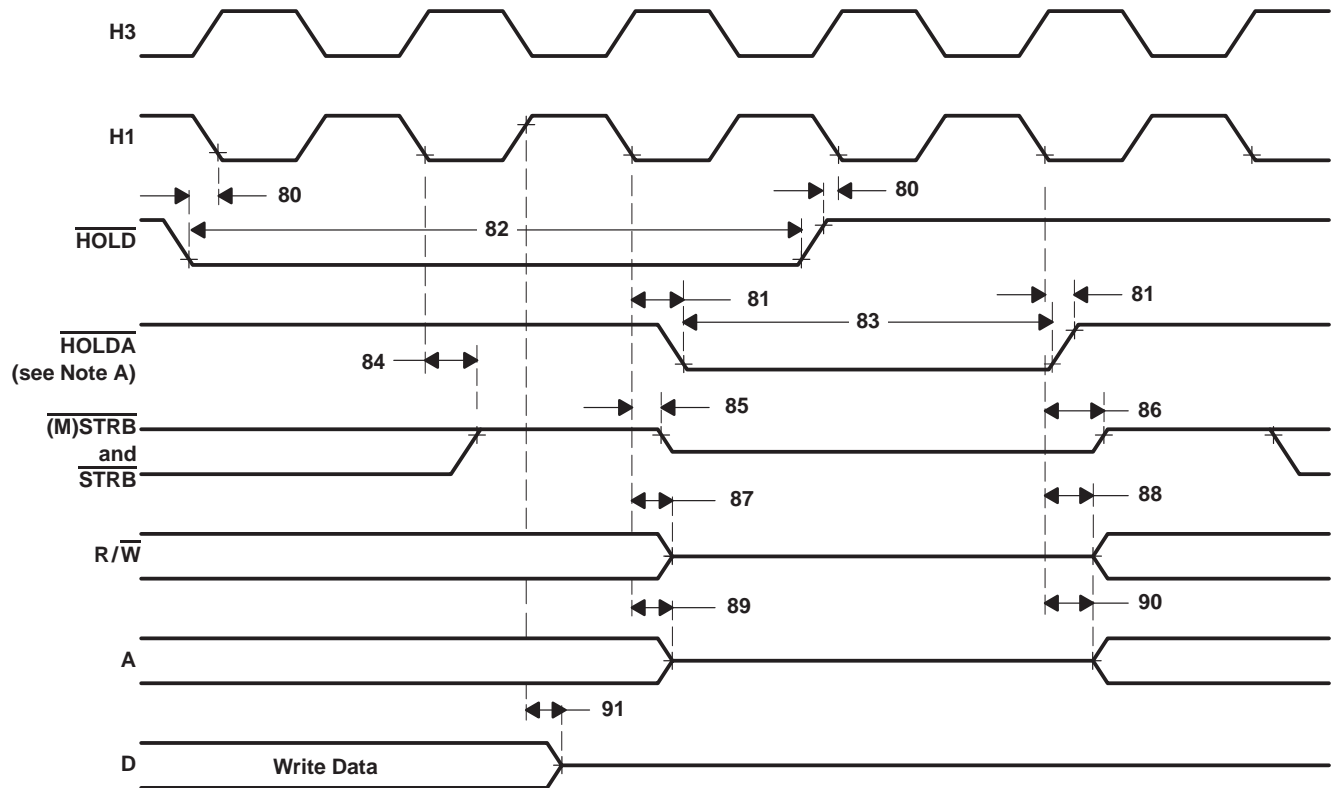 H3
H1
80
80
HOLD
82
81
81
HOLDA
(see Note A)
83
84
(M)STRB
and
STRB
85
86
87
88
R/W
89
90
A
91
D
Write Data